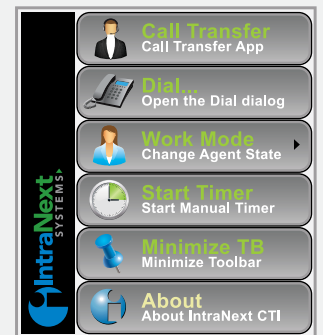 Call Transfer
Call Transfer App
Dial...
Open the Dial dialog
Work Mode
Change Agent State
Start Timer
Start Manual Timer
Minimize TB
Minimize Toolbar
About
About IntraNext CTI
IntraNext
SYSTEMS